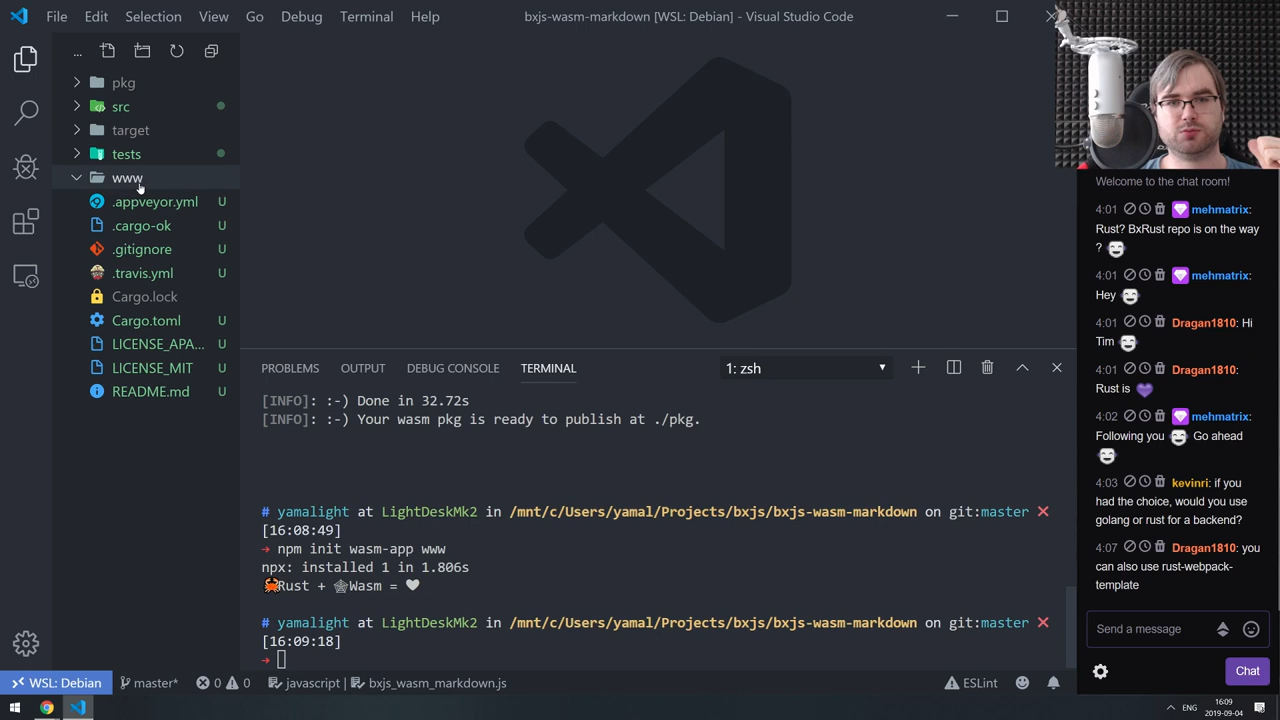 File Edit Selection View Go Debug Terminal Help
bxjs-wasm-markdown [WSL: Debian] - Visual Studio Code
...
pkg
src
target
tests
www
.appveyor.yml U
.cargo-ok U
.gitignore U
.travis.yml U
Cargo.lock
Cargo.toml U
LICENSE_APA... U
LICENSE_MIT U
README.md U
PROBLEMS OUTPUT DEBUG CONSOLE TERMINAL 1: zsh
[INFO]: :-) Done in 32.72s
[INFO]: :-) Your wasm pkg is ready to publish at ./pkg.
# yamalight at LightDeskMk2 in /mnt/c/Users/yamal/Projects/bxjs/bxjs-wasm-markdown on git:master ❌
[16:08:49]
➜ npm init wasm-app www
npx: installed 1 in 1.806s
🦀Rust + 🕸Wasm = ❤
# yamalight at LightDeskMk2 in /mnt/c/Users/yamal/Projects/bxjs/bxjs-wasm-markdown on git:master ❌
[16:09:18]
➜
Welcome to the chat room!
4:01 mehmatrix:
Rust? BxRust repo is on the way
?
4:01 mehmatrix:
Hey
4:01 Dragan1810: Hi
Tim
4:01 Dragan1810:
Rust is 💜
4:02 mehmatrix:
Following you Go ahead
4:03 kevinri: if you
had the choice, would you use
golang or rust for a backend?
4:07 Dragan1810: you
can also use rust-webpack-
template
Send a message
Chat
WSL: Debian master* 0 0 javascript | bxjs_wasm_markdown.js ESLint
ENG 16:09
2019-09-04